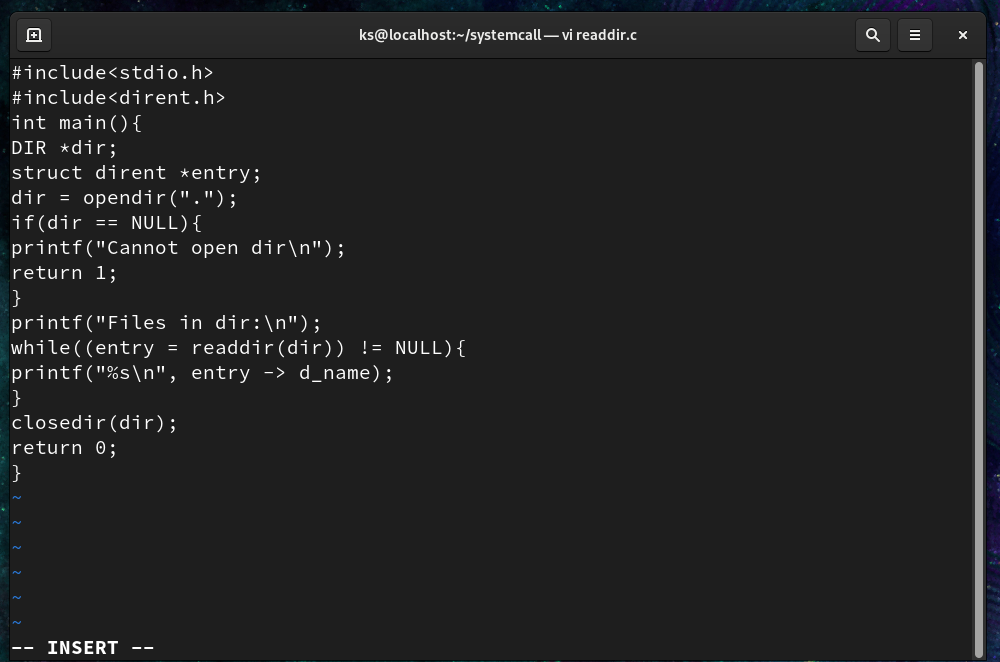 ks@localhost:~/systemcall — vi readdir.c
#include<stdio.h>
#include<dirent.h>
int main(){
DIR *dir;
struct dirent *entry;
dir = opendir(".");
if(dir == NULL){
printf("Cannot open dir\n");
return 1;
}
printf("Files in dir:\n");
while((entry = readdir(dir)) != NULL){
printf("%s\n", entry -> d_name);
}
closedir(dir);
return 0;
}
~
~
~
~
~
~
-- INSERT --